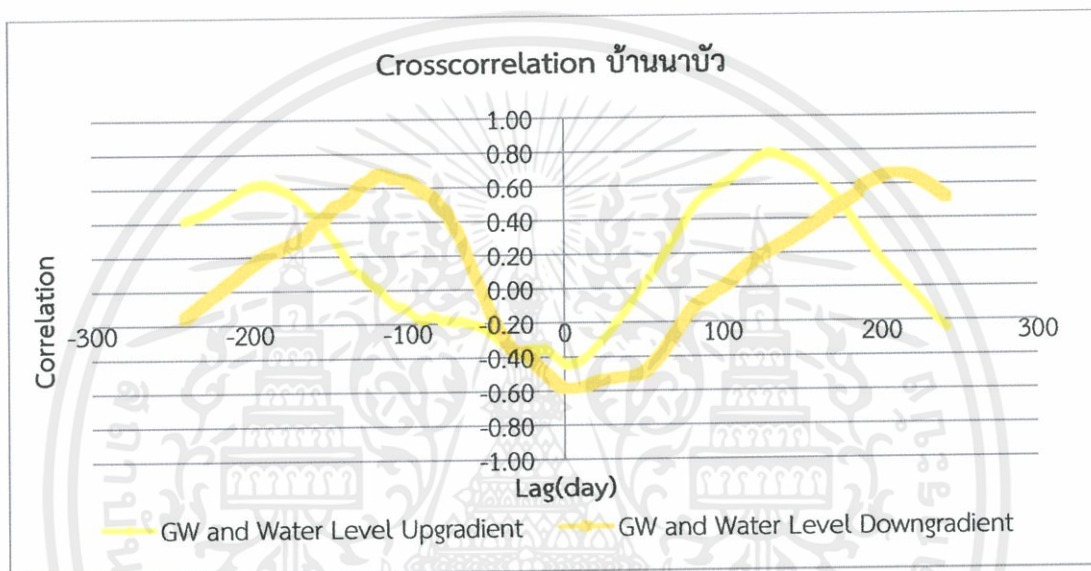 Crosscorrelation บ้านนาบัว
1.00
0.80
0.60
0.40
0.20
0.00
-0.20
-0.40
-0.60
-0.80
-1.00
-300 -200 -100 0 100 200 300
Correlation
Lag(day)
GW and Water Level Upgradient GW and Water Level Downgradient